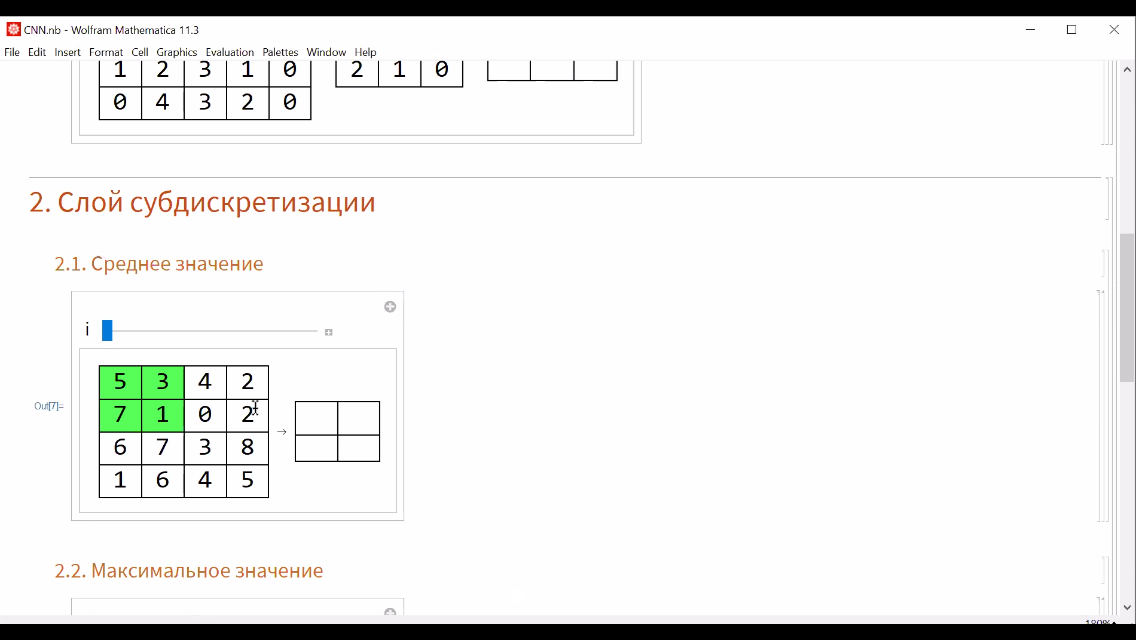 CNN.nb - Wolfram Mathematica 11.3
File Edit Insert Format Cell Graphics Evaluation Palettes Window Help
1 2 3 1 0 2 1 0
0 4 3 2 0
2. Слой субдискретизации
2.1. Среднее значение
i
5 3 4 2
Out[7]= 7 1 0 2
→
6 7 3 8
1 6 4 5
2.2. Максимальное значение